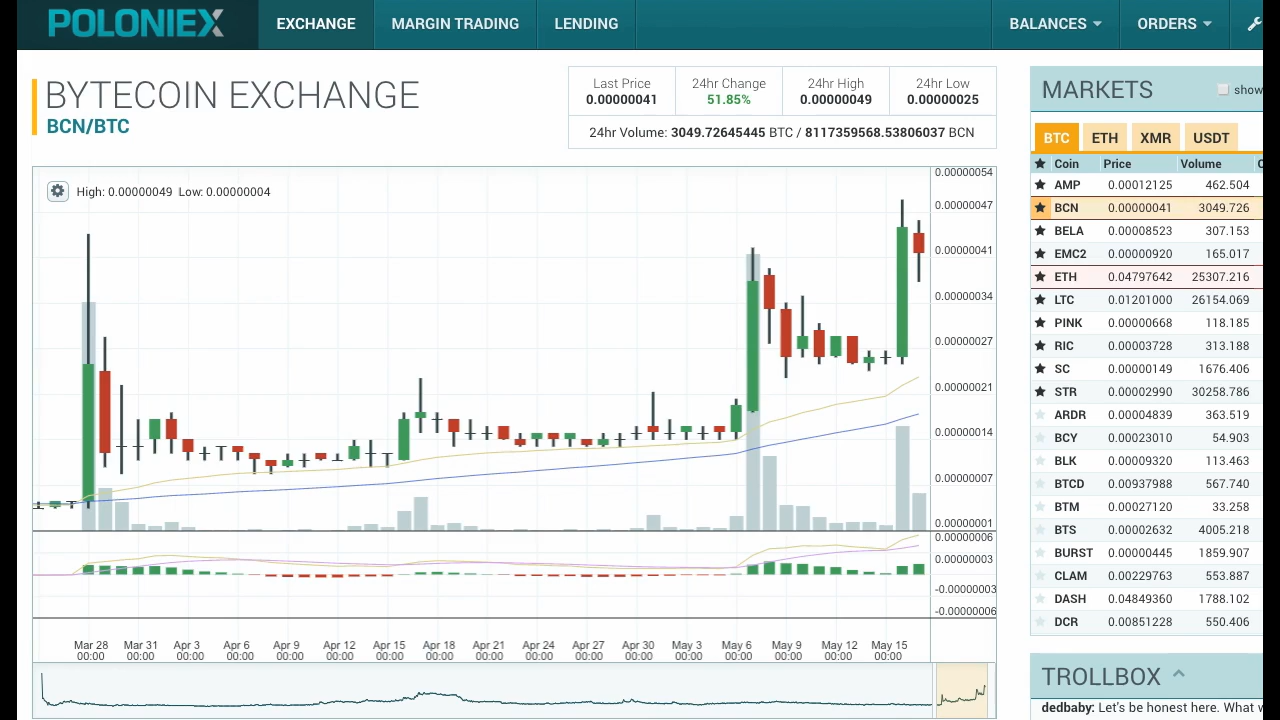 POLONIEX
EXCHANGE
MARGIN TRADING
LENDING
BALANCES
ORDERS
BYTECOIN EXCHANGE
BCN/BTC
Last Price
0.00000041
24hr Change
51.85%
24hr High
0.00000049
24hr Low
0.00000025
24hr Volume: 3049.72645445 BTC / 8117359568.53806037 BCN
High: 0.00000049 Low: 0.00000004
0.00000054
0.00000047
0.00000041
0.00000034
0.00000027
0.00000021
0.00000014
0.00000007
0.00000001
0.00000006
0.00000003
-0.00000003
-0.00000006
Mar 28 Mar 31 Apr 3 Apr 6 Apr 9 Apr 12 Apr 15 Apr 18 Apr 21 Apr 24 Apr 27 Apr 30 May 3 May 6 May 9 May 12 May 15
00:00 00:00 00:00 00:00 00:00 00:00 00:00 00:00 00:00 00:00 00:00 00:00 00:00 00:00 00:00 00:00 00:00
MARKETS
show
BTC ETH XMR USDT
Coin Price Volume
AMP 0.00012125 462.504
BCN 0.00000041 3049.726
BELA 0.00008523 307.153
EMC2 0.00000920 165.017
ETH 0.04797642 25307.216
LTC 0.01201000 26154.069
PINK 0.00000668 118.185
RIC 0.00003728 313.188
SC 0.00000149 1676.406
STR 0.00002990 30258.786
ARDR 0.00004839 363.519
BCY 0.00023010 54.903
BLK 0.00009320 113.463
BTCD 0.00937988 567.740
BTM 0.00027120 33.258
BTS 0.00002632 4005.218
BURST 0.00000445 1859.907
CLAM 0.00229763 553.887
DASH 0.04849360 1788.102
DCR 0.00851228 550.406
TROLLBOX
dedbaby: Let's be honest here. What